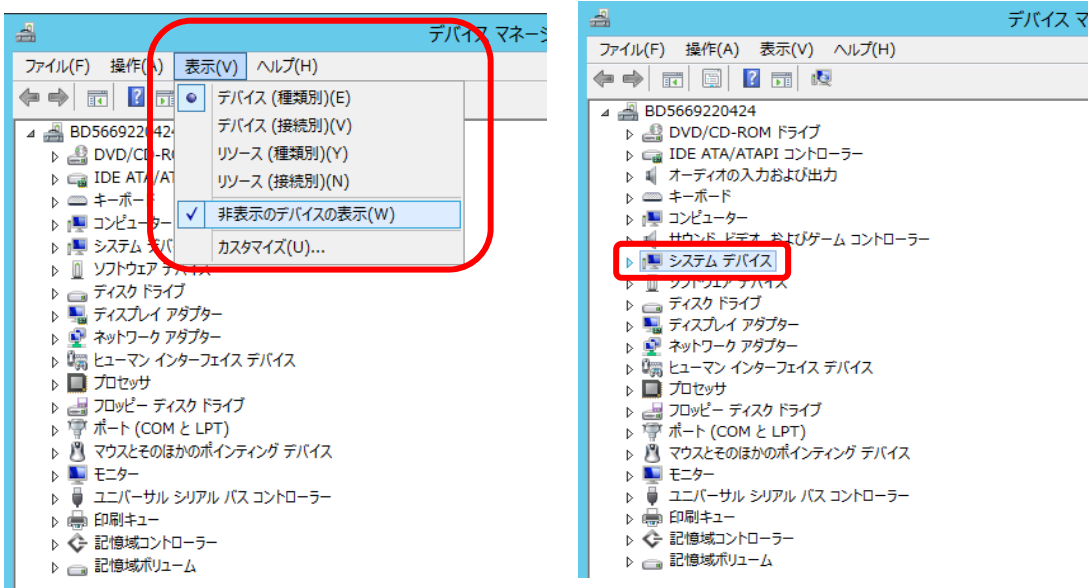 デバイス マネージ
ファイル(F) 操作(A) 表示(V) ヘルプ(H)
デバイス (種類別)(E)
デバイス (接続別)(V)
リソース (種類別)(Y)
リソース (接続別)(N)
非表示のデバイスの表示(W)
カスタマイズ(U)...
BD5669220424
DVD/CD-R
IDE ATA/AT
キーボード
コンピューター
システム デバ
ソフトウェア デバイス
ディスク ドライブ
ディスプレイ アダプター
ネットワーク アダプター
ヒューマン インターフェイス デバイス
プロセッサ
フロッピー ディスク ドライブ
ポート (COM と LPT)
マウスとそのほかのポインティング デバイス
モニター
ユニバーサル シリアル バス コントローラー
印刷キュー
記憶域コントローラー
記憶域ボリューム
デバイス マ
ファイル(F) 操作(A) 表示(V) ヘルプ(H)
BD5669220424
DVD/CD-ROM ドライブ
IDE ATA/ATAPI コントローラー
オーディオの入力および出力
キーボード
コンピューター
サウンド、ビデオ、およびゲーム コントローラー
システム デバイス
ソフトウェア デバイス
ディスク ドライブ
ディスプレイ アダプター
ネットワーク アダプター
ヒューマン インターフェイス デバイス
プロセッサ
フロッピー ディスク ドライブ
ポート (COM と LPT)
マウスとそのほかのポインティング デバイス
モニター
ユニバーサル シリアル バス コントローラー
印刷キュー
記憶域コントローラー
記憶域ボリューム